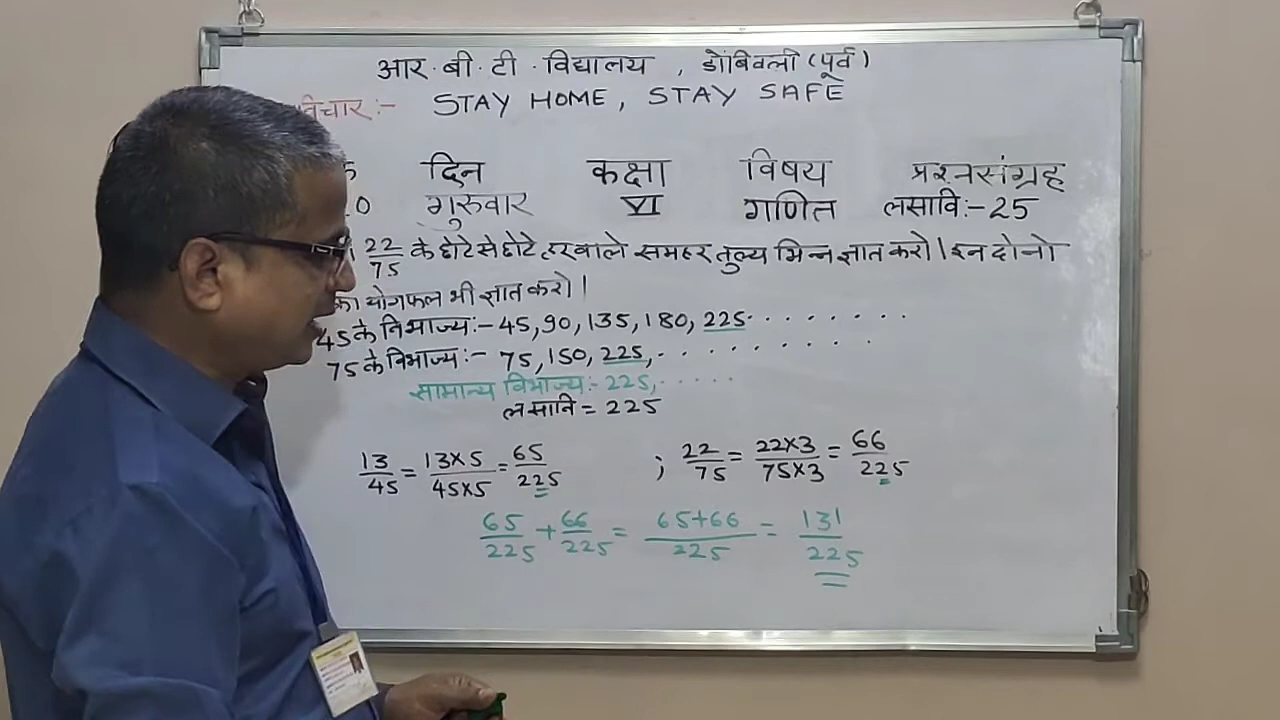 आर. बी. टी. विद्यालय, डोंबिवली (पूर्व)
विचार:- STAY HOME, STAY SAFE
दिन कक्षा विषय प्रश्नसंग्रह
गुरुवार VI गणित लसावि:-25
22/75 के छोटे से छोटे हरवाले समहर तुल्य भिन्न ज्ञात करो। इन दोनो
का योगफल भी ज्ञात करो।
45 के विभाज्य:- 45, 90, 135, 180, 225. . . . . . . .
75 के विभाज्य:- 75, 150, 225, . . . . . . . . .
सामान्य विभाज्य:- 225, . . . . .
लसावि = 225
13/45 = 13×5/45×5 = 65/225 ; 22/75 = 22×3/75×3 = 66/225
65/225 + 66/225 = 65+66/225 = 131/225